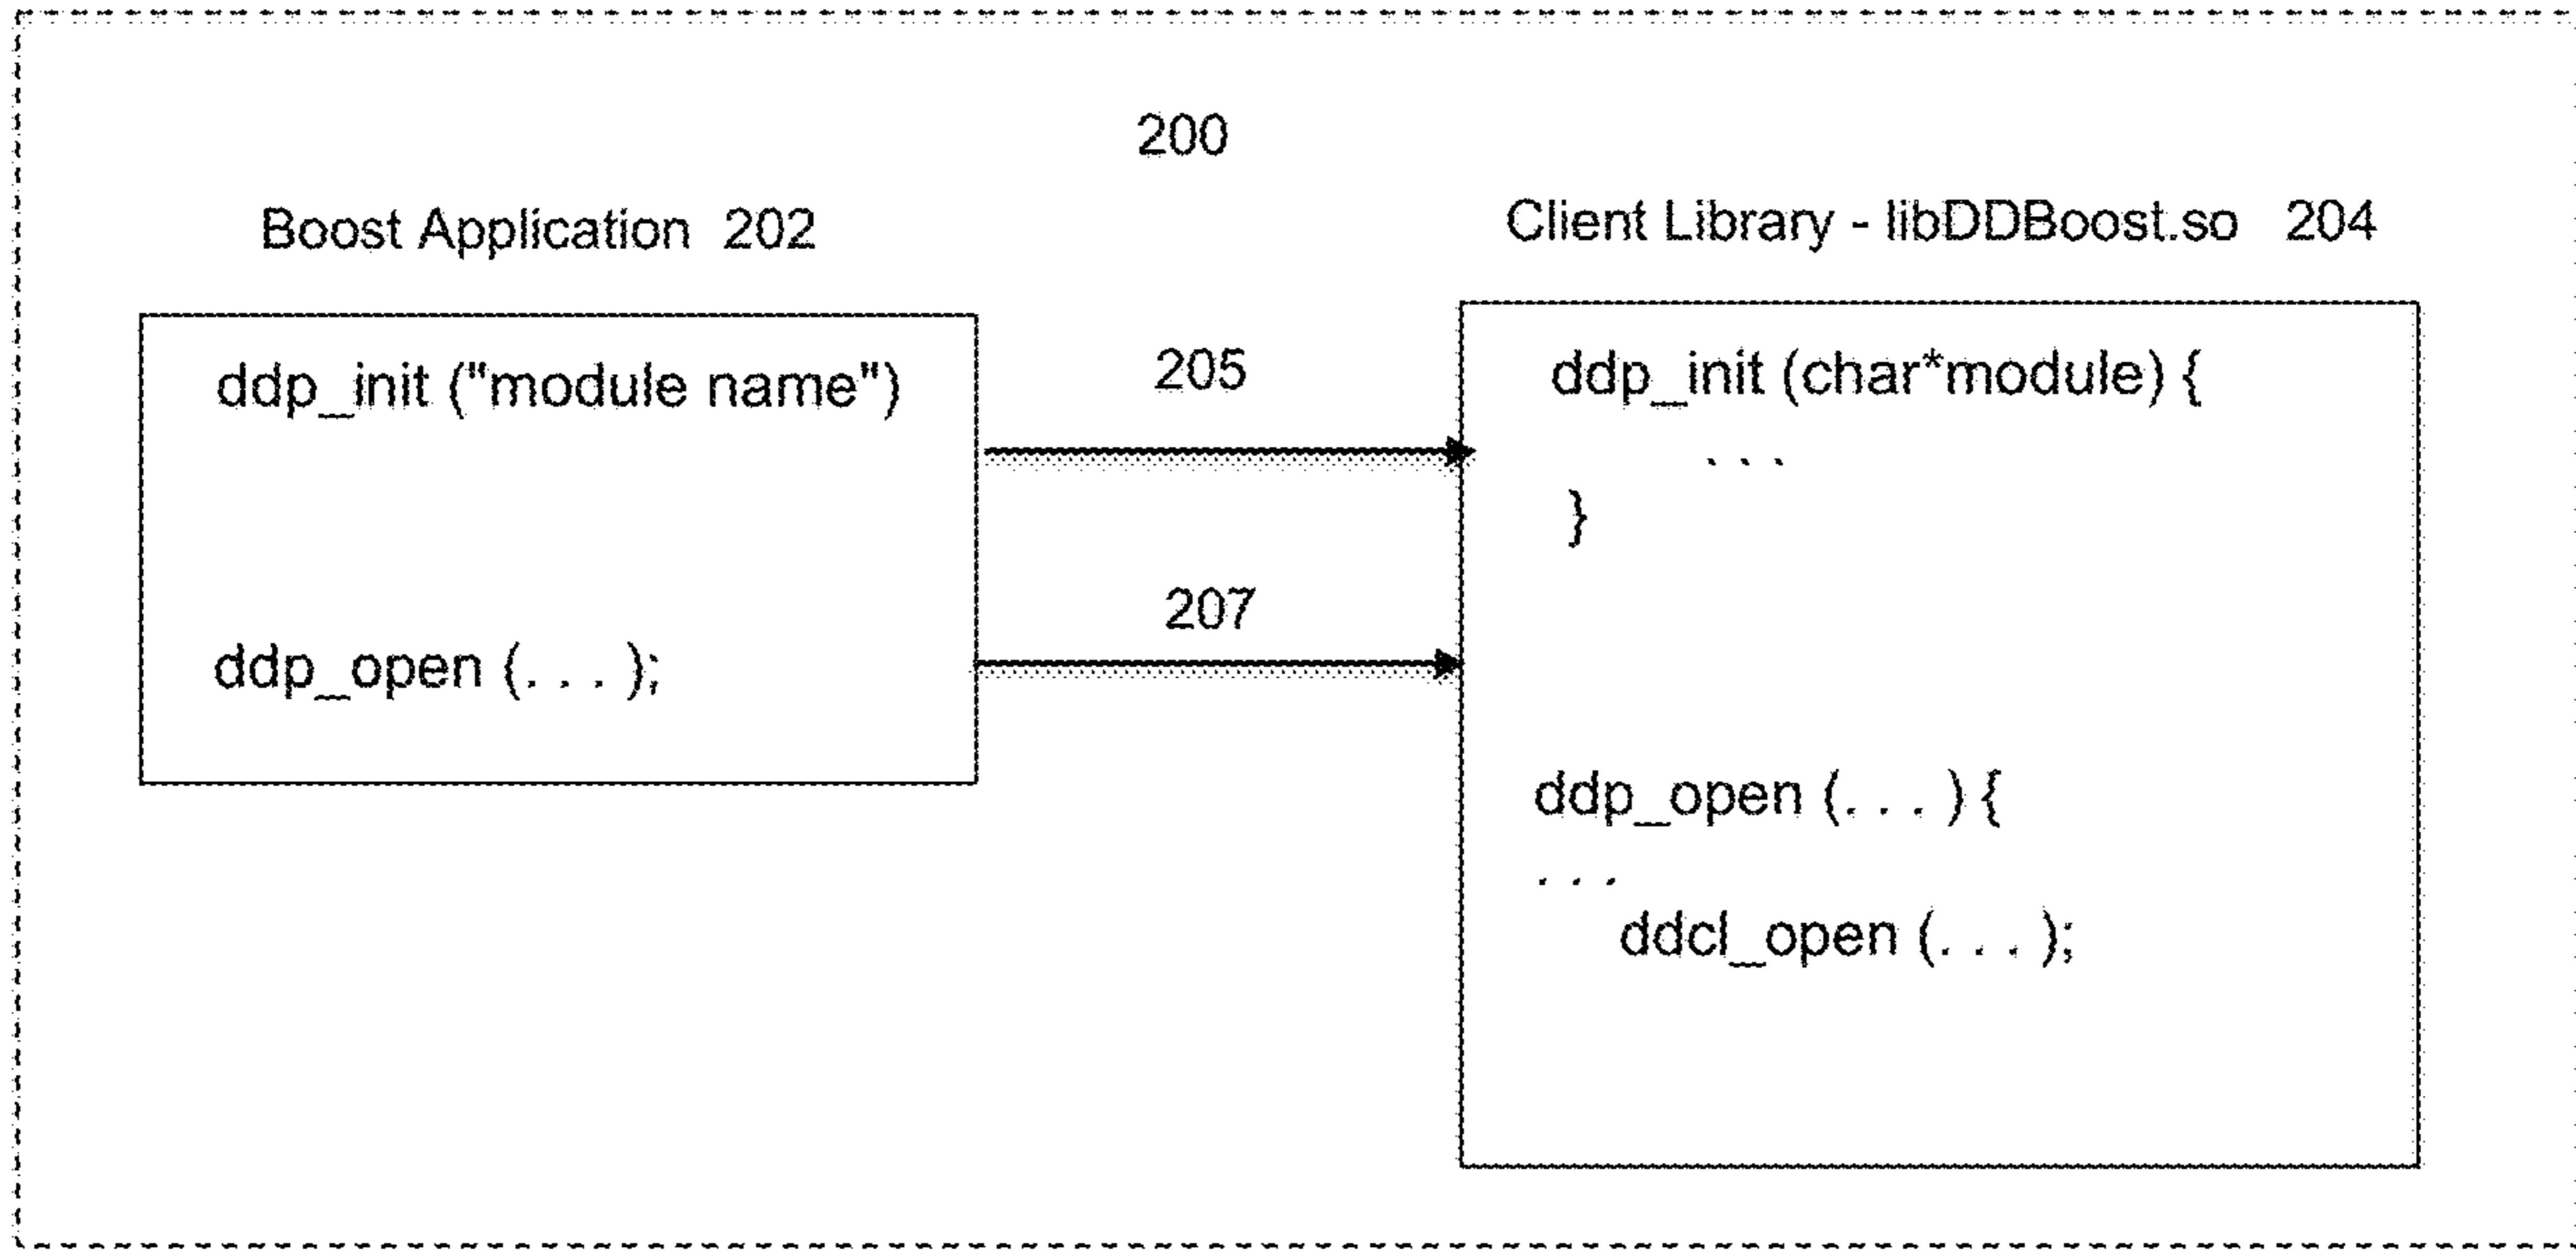 200
Boost Application 202
Client Library - libDDBoost.so 204
ddp_init ("module name")
205
ddp_init (char*module) {
. . .
}
207
ddp_open (. . . );
ddp_open (. . . ) {
. . .
ddcl_open (. . . );